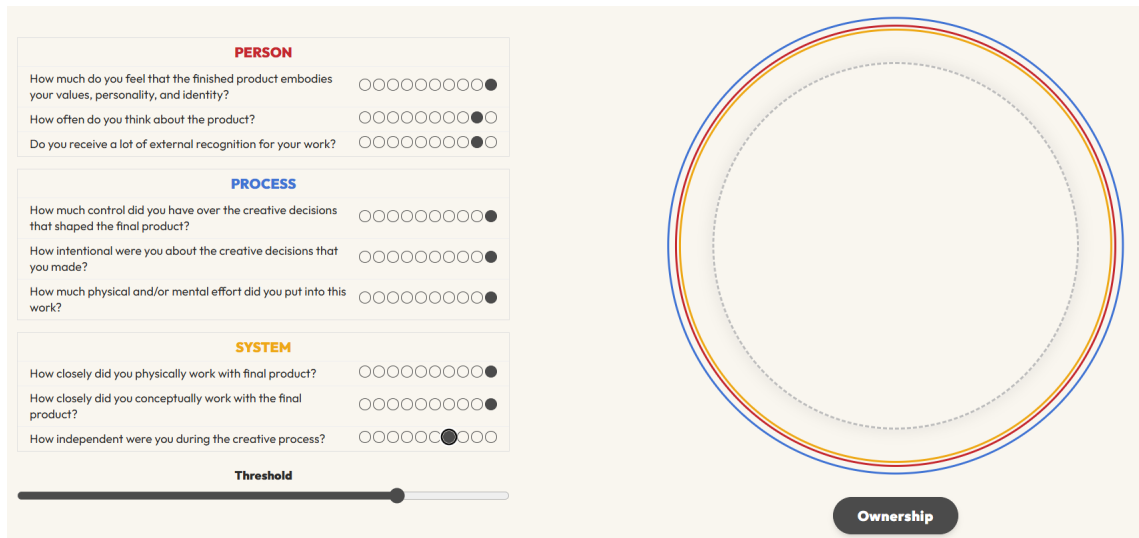 PERSON
How much do you feel that the finished product embodies
your values, personality, and identity?
How often do you think about the product?
Do you receive a lot of external recognition for your work?
PROCESS
How much control did you have over the creative decisions
that shaped the final product?
How intentional were you about the creative decisions that
you made?
How much physical and/or mental effort did you put into this
work?
SYSTEM
How closely did you physically work with final product?
How closely did you conceptually work with the final
product?
How independent were you during the creative process?
Threshold
Ownership